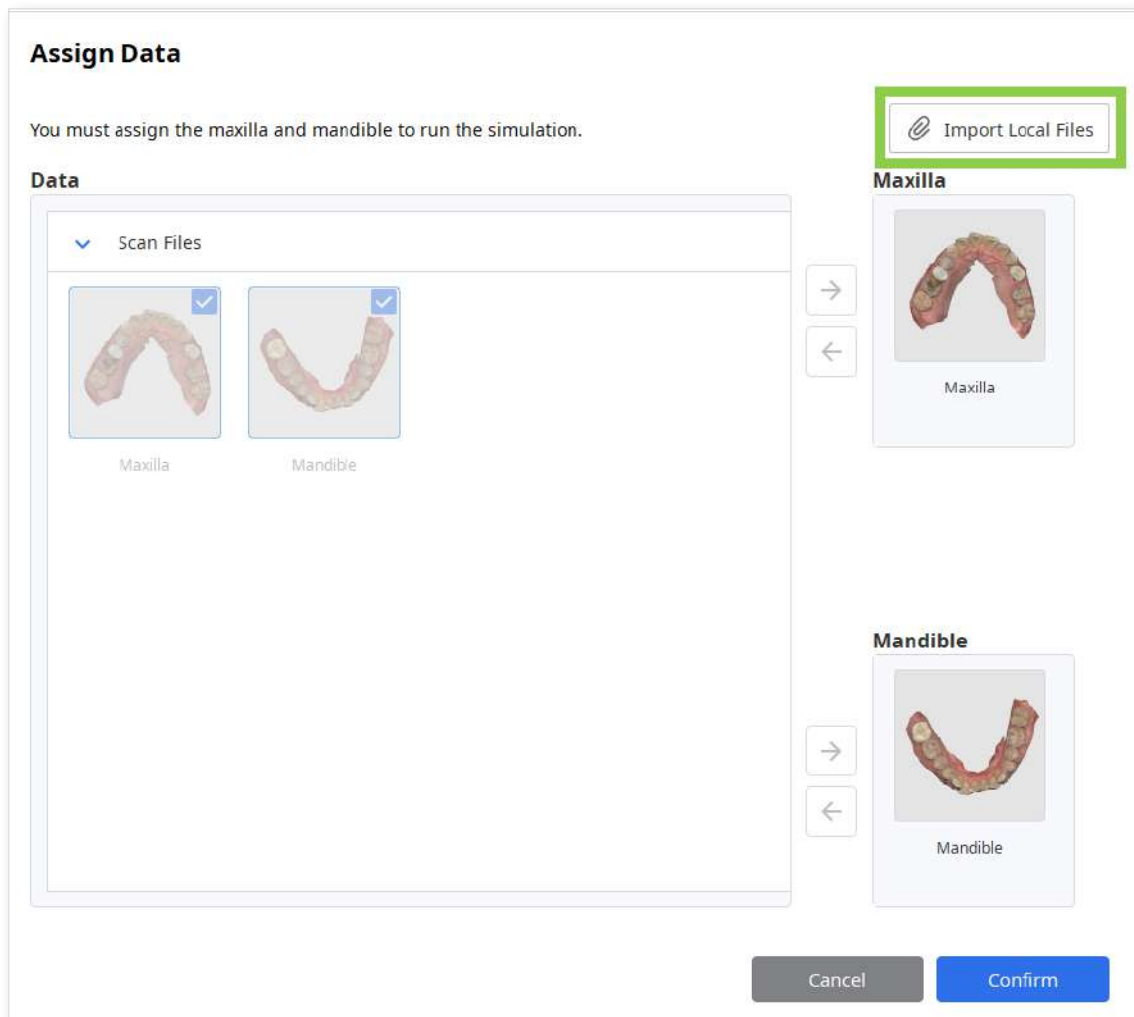 Assign Data
You must assign the maxilla and mandible to run the simulation.
Import Local Files
Data
Maxilla
Scan Files
Maxilla
Mandible
Maxilla
Mandible
Mandible
Cancel
Confirm